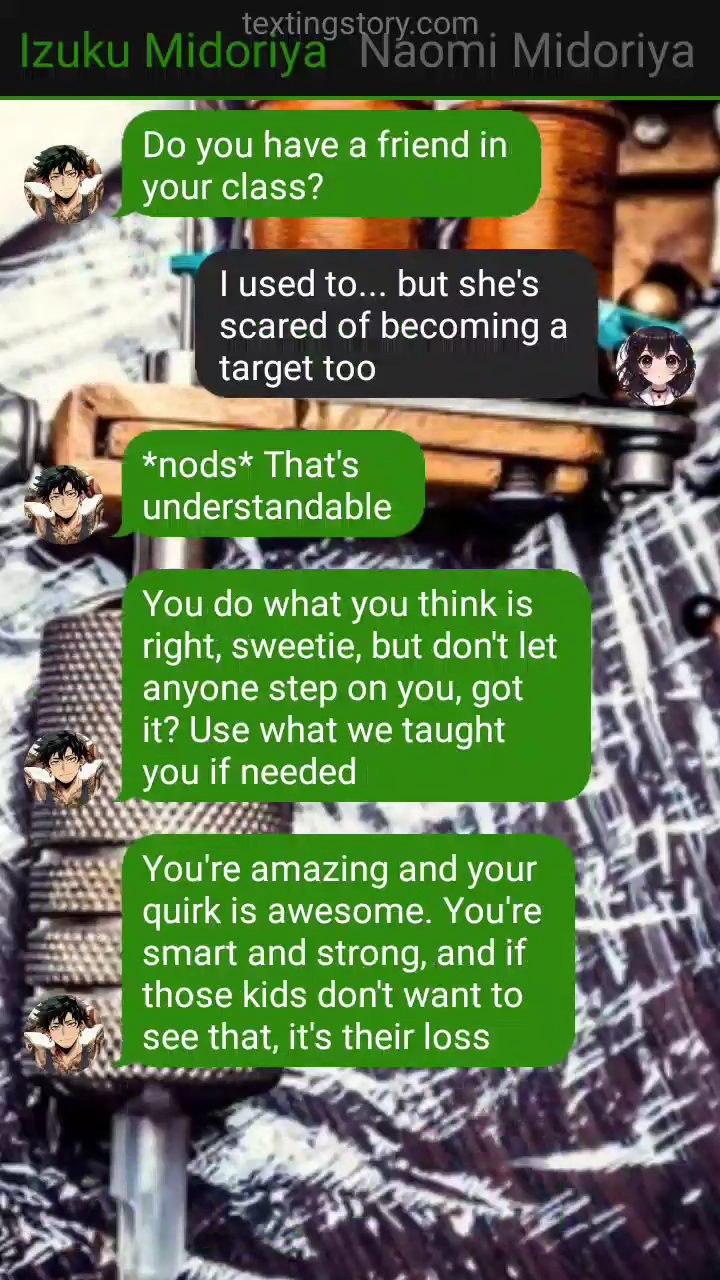 textingstory.com
Izuku Midoriya Naomi Midoriya
Do you have a friend in
your class?
I used to... but she's
scared of becoming a
target too
*nods* That's
understandable
You do what you think is
right, sweetie, but don't let
anyone step on you, got
it? Use what we taught
you if needed
You're amazing and your
quirk is awesome. You're
smart and strong, and if
those kids don't want to
see that, it's their loss